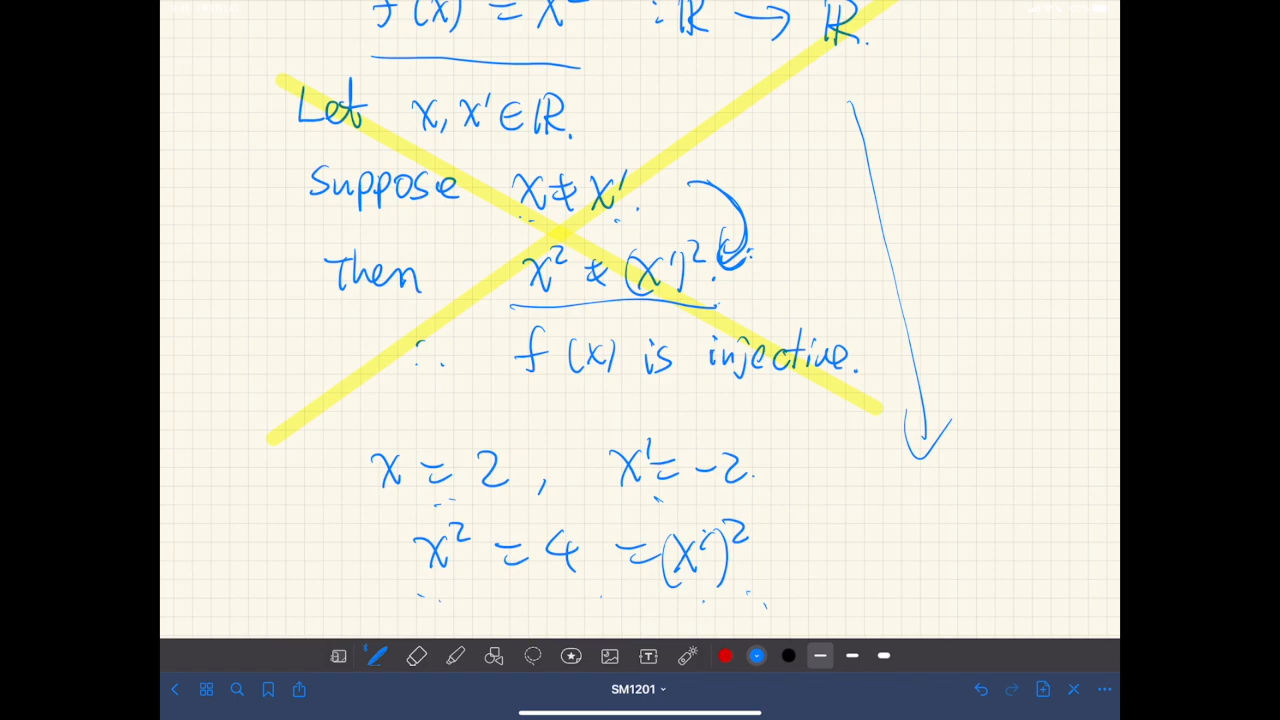 f(x) = x² : ℝ → ℝ.
Let x, x' ∈ ℝ.
Suppose x ≠ x'.
Then x² ≠ (x')².
∴ f(x) is injective.
x = 2, x' = -2.
x² = 4 = (x')²
SM1201